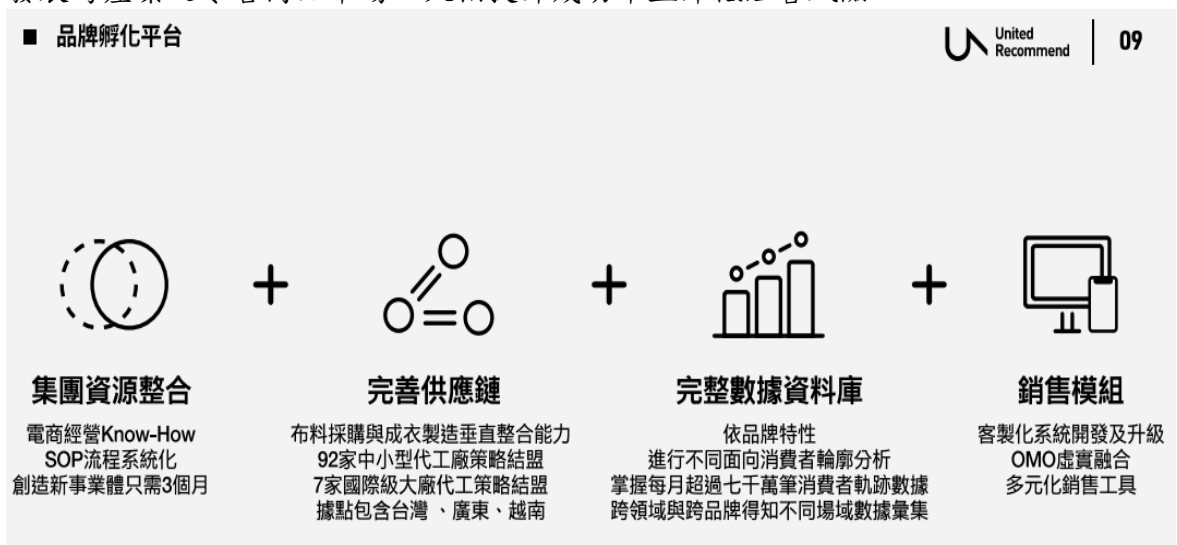 ■ 品牌孵化平台
United
Recommend
09
+
+
+
集團資源整合
電商經營Know-How
SOP流程系統化
創造新事業體只需3個月
完善供應鏈
布料採購與成衣製造垂直整合能力
92家中小型代工廠策略結盟
7家國際級大廠代工策略結盟
據點包含台灣、廣東、越南
完整數據資料庫
依品牌特性
進行不同面向消費者輪廓分析
掌握每月超過七千萬筆消費者軌跡數據
跨領域與跨品牌得知不同場域數據彙集
銷售模組
客製化系統開發及升級
OMO虛實融合
多元化銷售工具